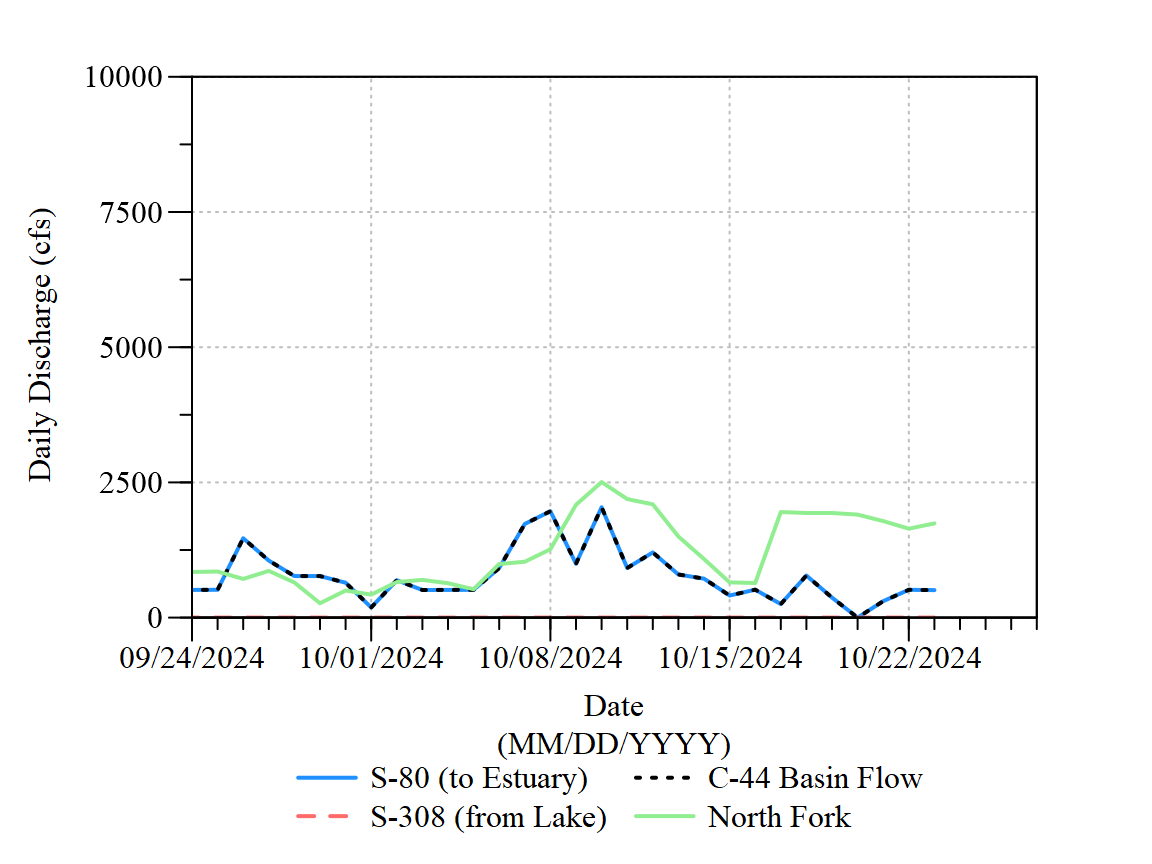 10000
7500
5000
2500
0
Daily Discharge (cfs)
09/24/2024 10/01/2024 10/08/2024 10/15/2024 10/22/2024
Date
(MM/DD/YYYY)
S-80 (to Estuary) C-44 Basin Flow
S-308 (from Lake) North Fork